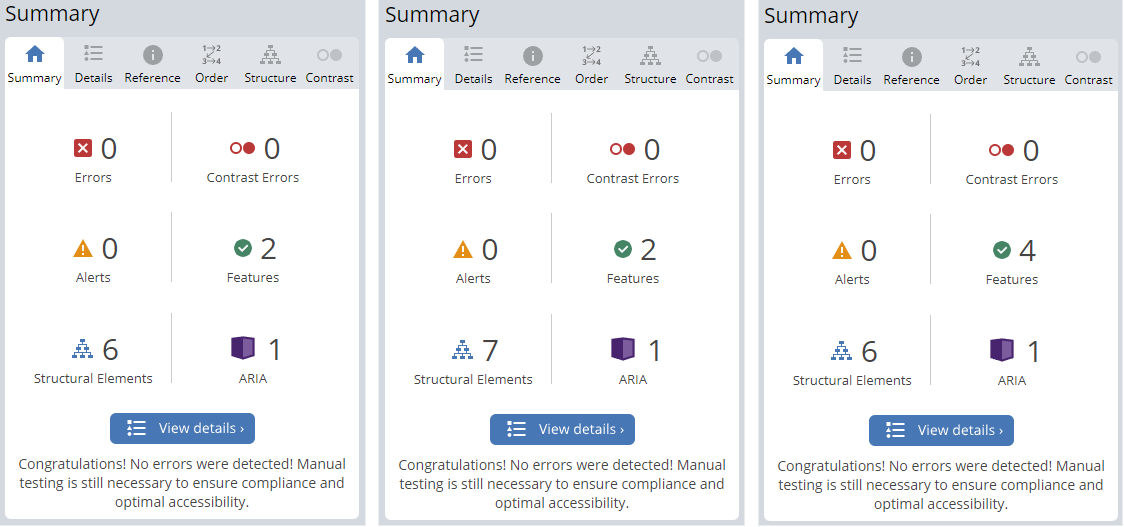 Summary
Summary Details Reference Order Structure Contrast
0 0
Errors Contrast Errors
0 2
Alerts Features
6 1
Structural Elements ARIA
View details ›
Congratulations! No errors were detected! Manual
testing is still necessary to ensure compliance and
optimal accessibility.
Summary
Summary Details Reference Order Structure Contrast
0 0
Errors Contrast Errors
0 2
Alerts Features
7 1
Structural Elements ARIA
View details ›
Congratulations! No errors were detected! Manual
testing is still necessary to ensure compliance and
optimal accessibility.
Summary
Summary Details Reference Order Structure Contrast
0 0
Errors Contrast Errors
0 4
Alerts Features
6 1
Structural Elements ARIA
View details ›
Congratulations! No errors were detected! Manual
testing is still necessary to ensure compliance and
optimal accessibility.